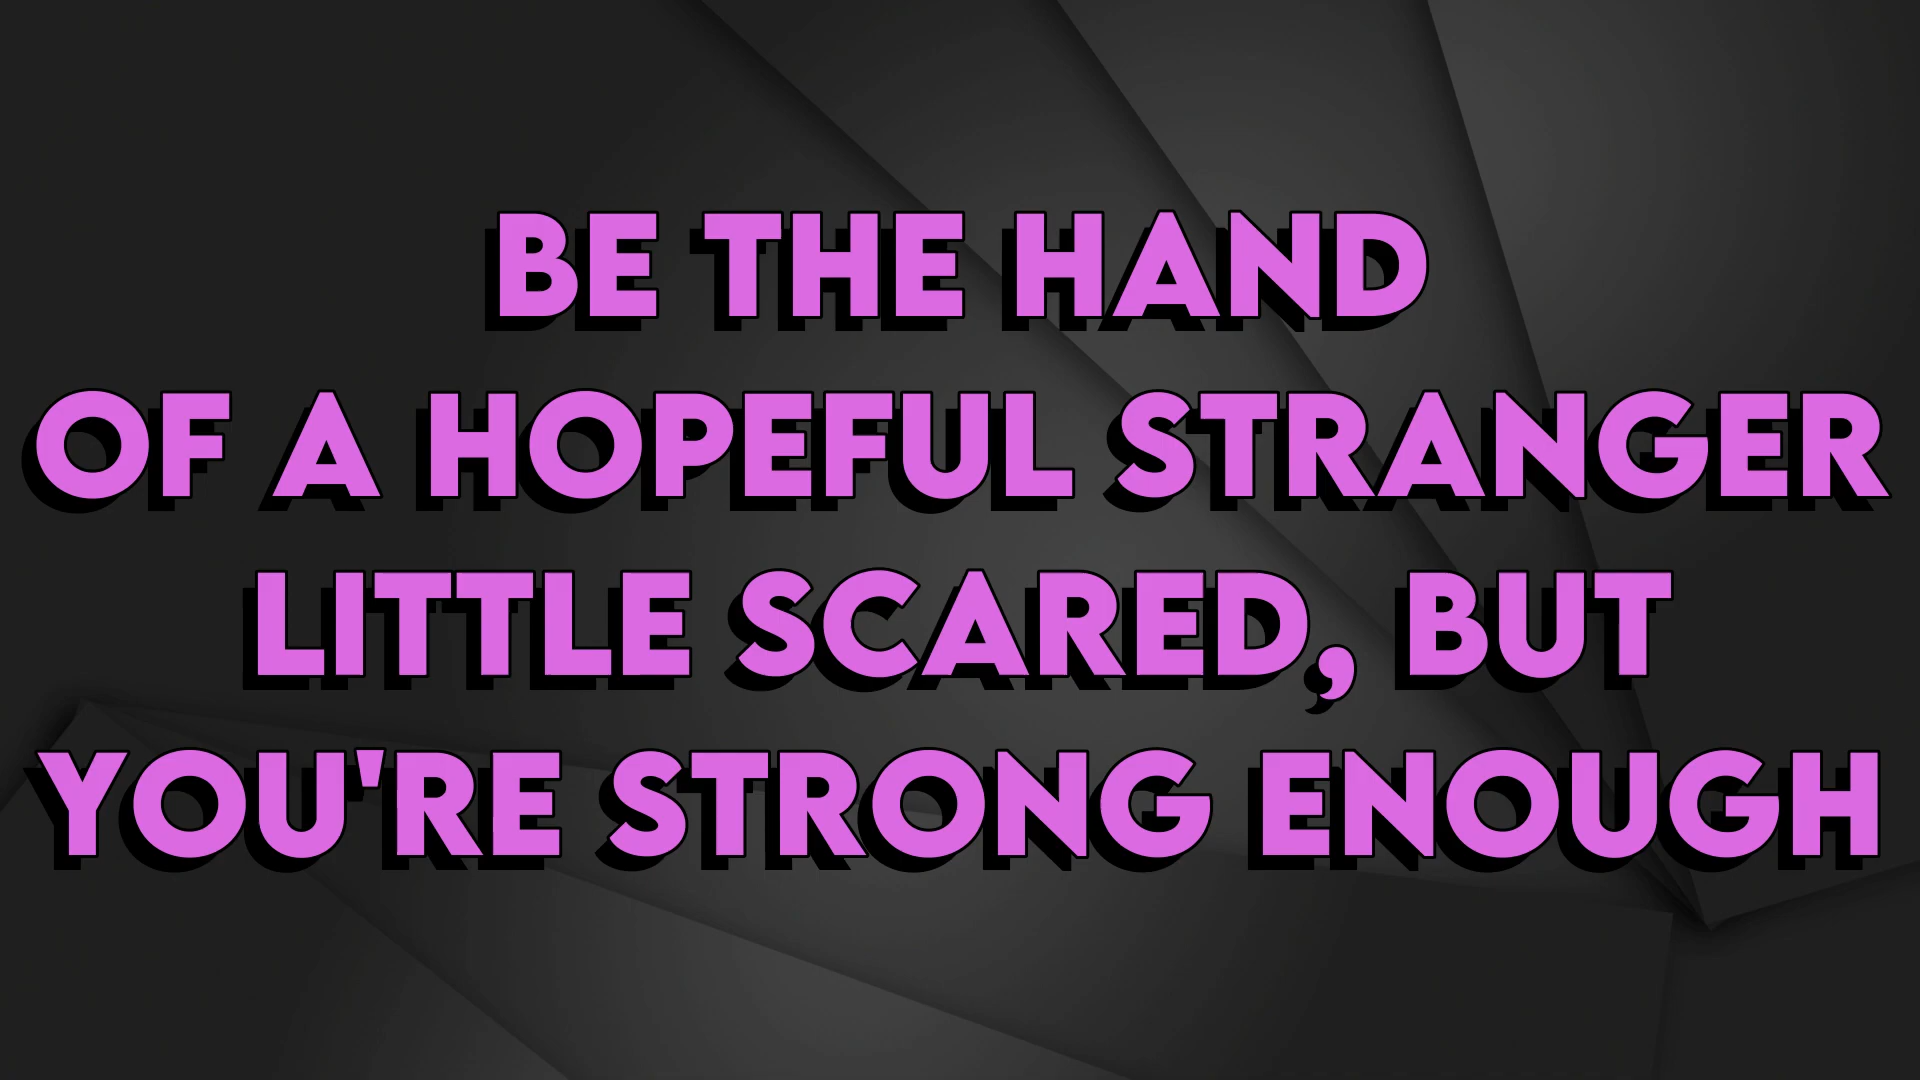 BE THE HAND
OF A HOPEFUL STRANGER
LITTLE SCARED, BUT
YOU'RE STRONG ENOUGH